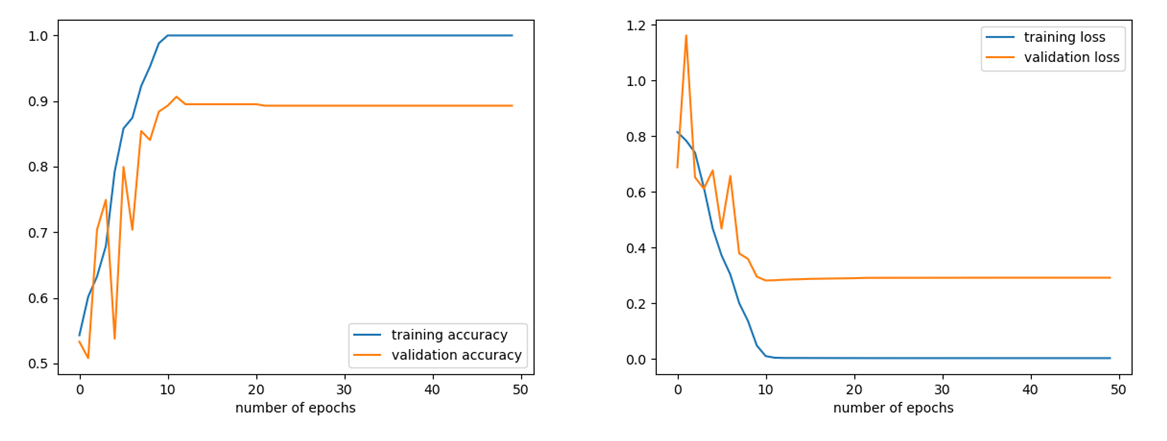 1.0
0.9
0.8
0.7
0.6
0.5
training accuracy
validation accuracy
0 10 20 30 40 50
number of epochs
1.2
1.0
0.8
0.6
0.4
0.2
0.0
training loss
validation loss
0 10 20 30 40 50
number of epochs